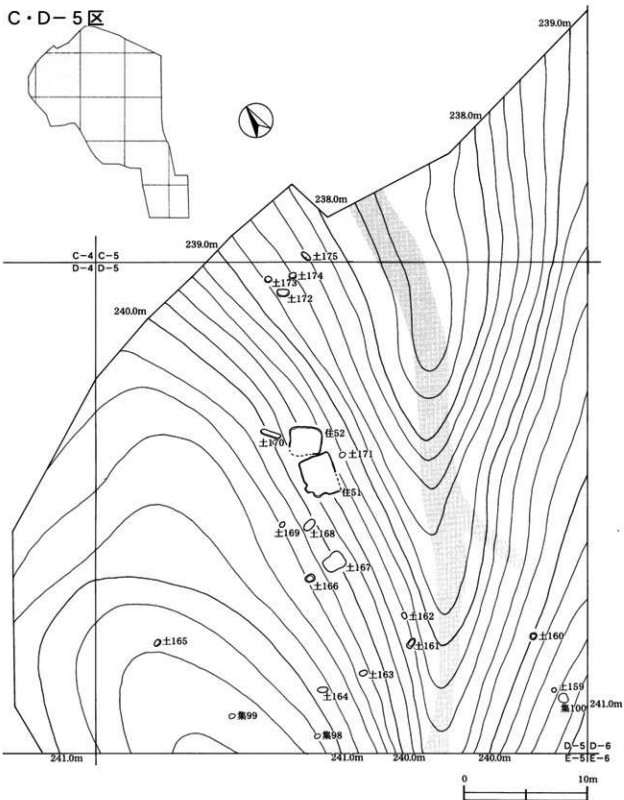 C・D－5区
239.0m
238.0m
238.0m
239.0m
C-4 C-5
D-4 D-5
土175
土174
土173
土172
240.0m
住52
土170
土171
住51
土169
土168
土167
土166
土162
土161
土160
土165
土163
土159
土164
集100
241.0m
集99
集98
D-5 D-6
E-5 E-6
241.0m
241.0m
240.0m
240.0m
0
10m